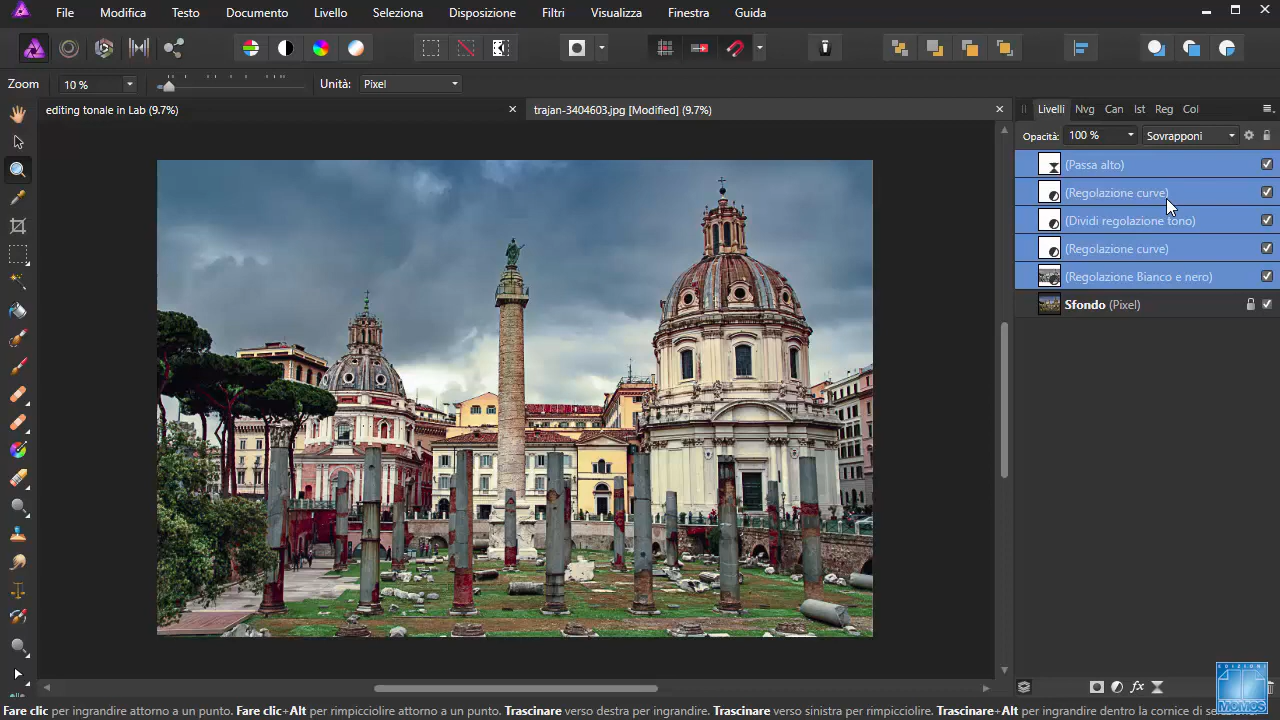 File Modifica Testo Documento Livello Seleziona Disposizione Filtri Visualizza Finestra Guida
Zoom 10 % Unità: Pixel
editing tonale in Lab (9.7%) trajan-3404603.jpg [Modified] (9.7%)
Livelli Nvg Can Ist Reg Col
Opacità: 100 % Sovrapponi
(Passa alto)
(Regolazione curve)
(Dividi regolazione tono)
(Regolazione curve)
(Regolazione Bianco e nero)
Sfondo (Pixel)
EDIZIONI
MOMOS
Fare clic per ingrandire attorno a un punto. Fare clic+Alt per rimpicciolire attorno a un punto. Trascinare verso destra per ingrandire. Trascinare verso sinistra per rimpicciolire. Trascinare+Alt per ingrandire dentro la cornice di